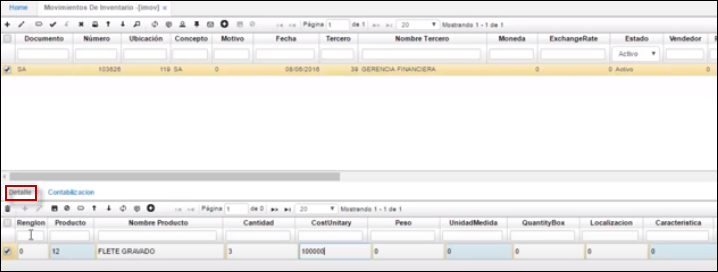 Home Movimientos De Inventario -[imov] ×
Página 1 de 1 20 Mostrando 1 - 1 de 1
Documento Número Ubicación Concepto Motivo Fecha Tercero Nombre Tercero Moneda ExchangeRate Estado Vendedor
Activo
SA 103626 119 SA 0 08/06/2016 39 GERENCIA FINANCIERA 0 0 Activo 0
Detalle Contabilizacion
Página 1 de 0 20 Mostrando 1 - 1 de 1
Renglon Producto Nombre Producto Cantidad CostUnitary Peso UnidadMedida QuantityBox Localizacion Caracteristica
0 12 FLETE GRAVADO 3 100000 0 0 0 0 0